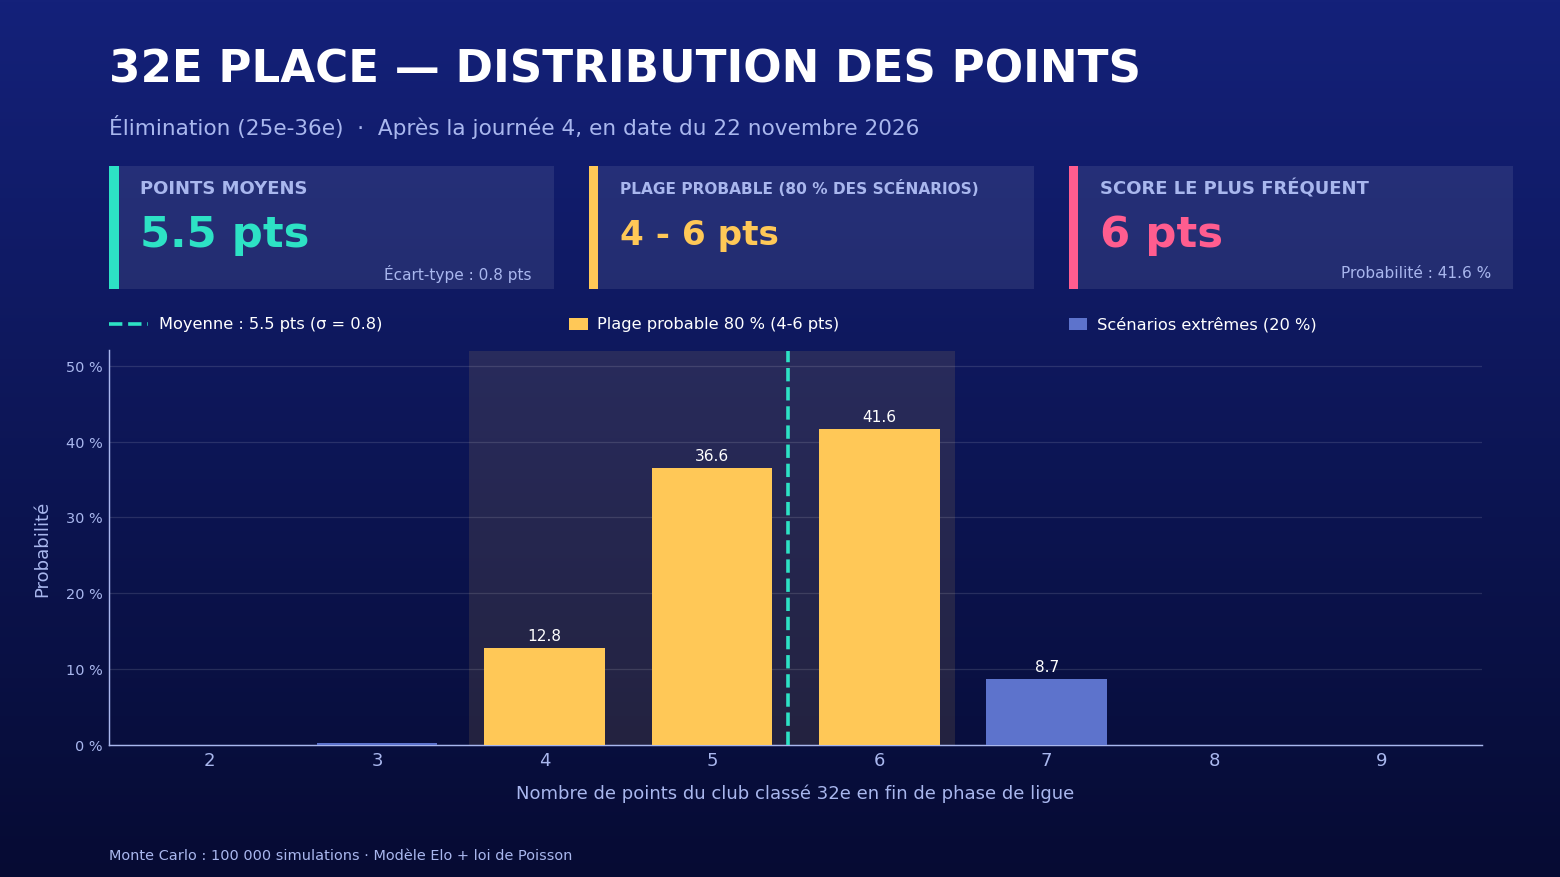 32E PLACE — DISTRIBUTION DES POINTS
Élimination (25e-36e) · Après la journée 4, en date du 22 novembre 2026
POINTS MOYENS
5.5 pts
Écart-type : 0.8 pts
PLAGE PROBABLE (80 % DES SCÉNARIOS)
4 - 6 pts
SCORE LE PLUS FRÉQUENT
6 pts
Probabilité : 41.6 %
Moyenne : 5.5 pts (σ = 0.8)
Plage probable 80 % (4-6 pts)
Scénarios extrêmes (20 %)
Probabilité
50 %
40 %
30 %
20 %
10 %
0 %
12.8
36.6
41.6
8.7
2 3 4 5 6 7 8 9
Nombre de points du club classé 32e en fin de phase de ligue
Monte Carlo : 100 000 simulations · Modèle Elo + loi de Poisson